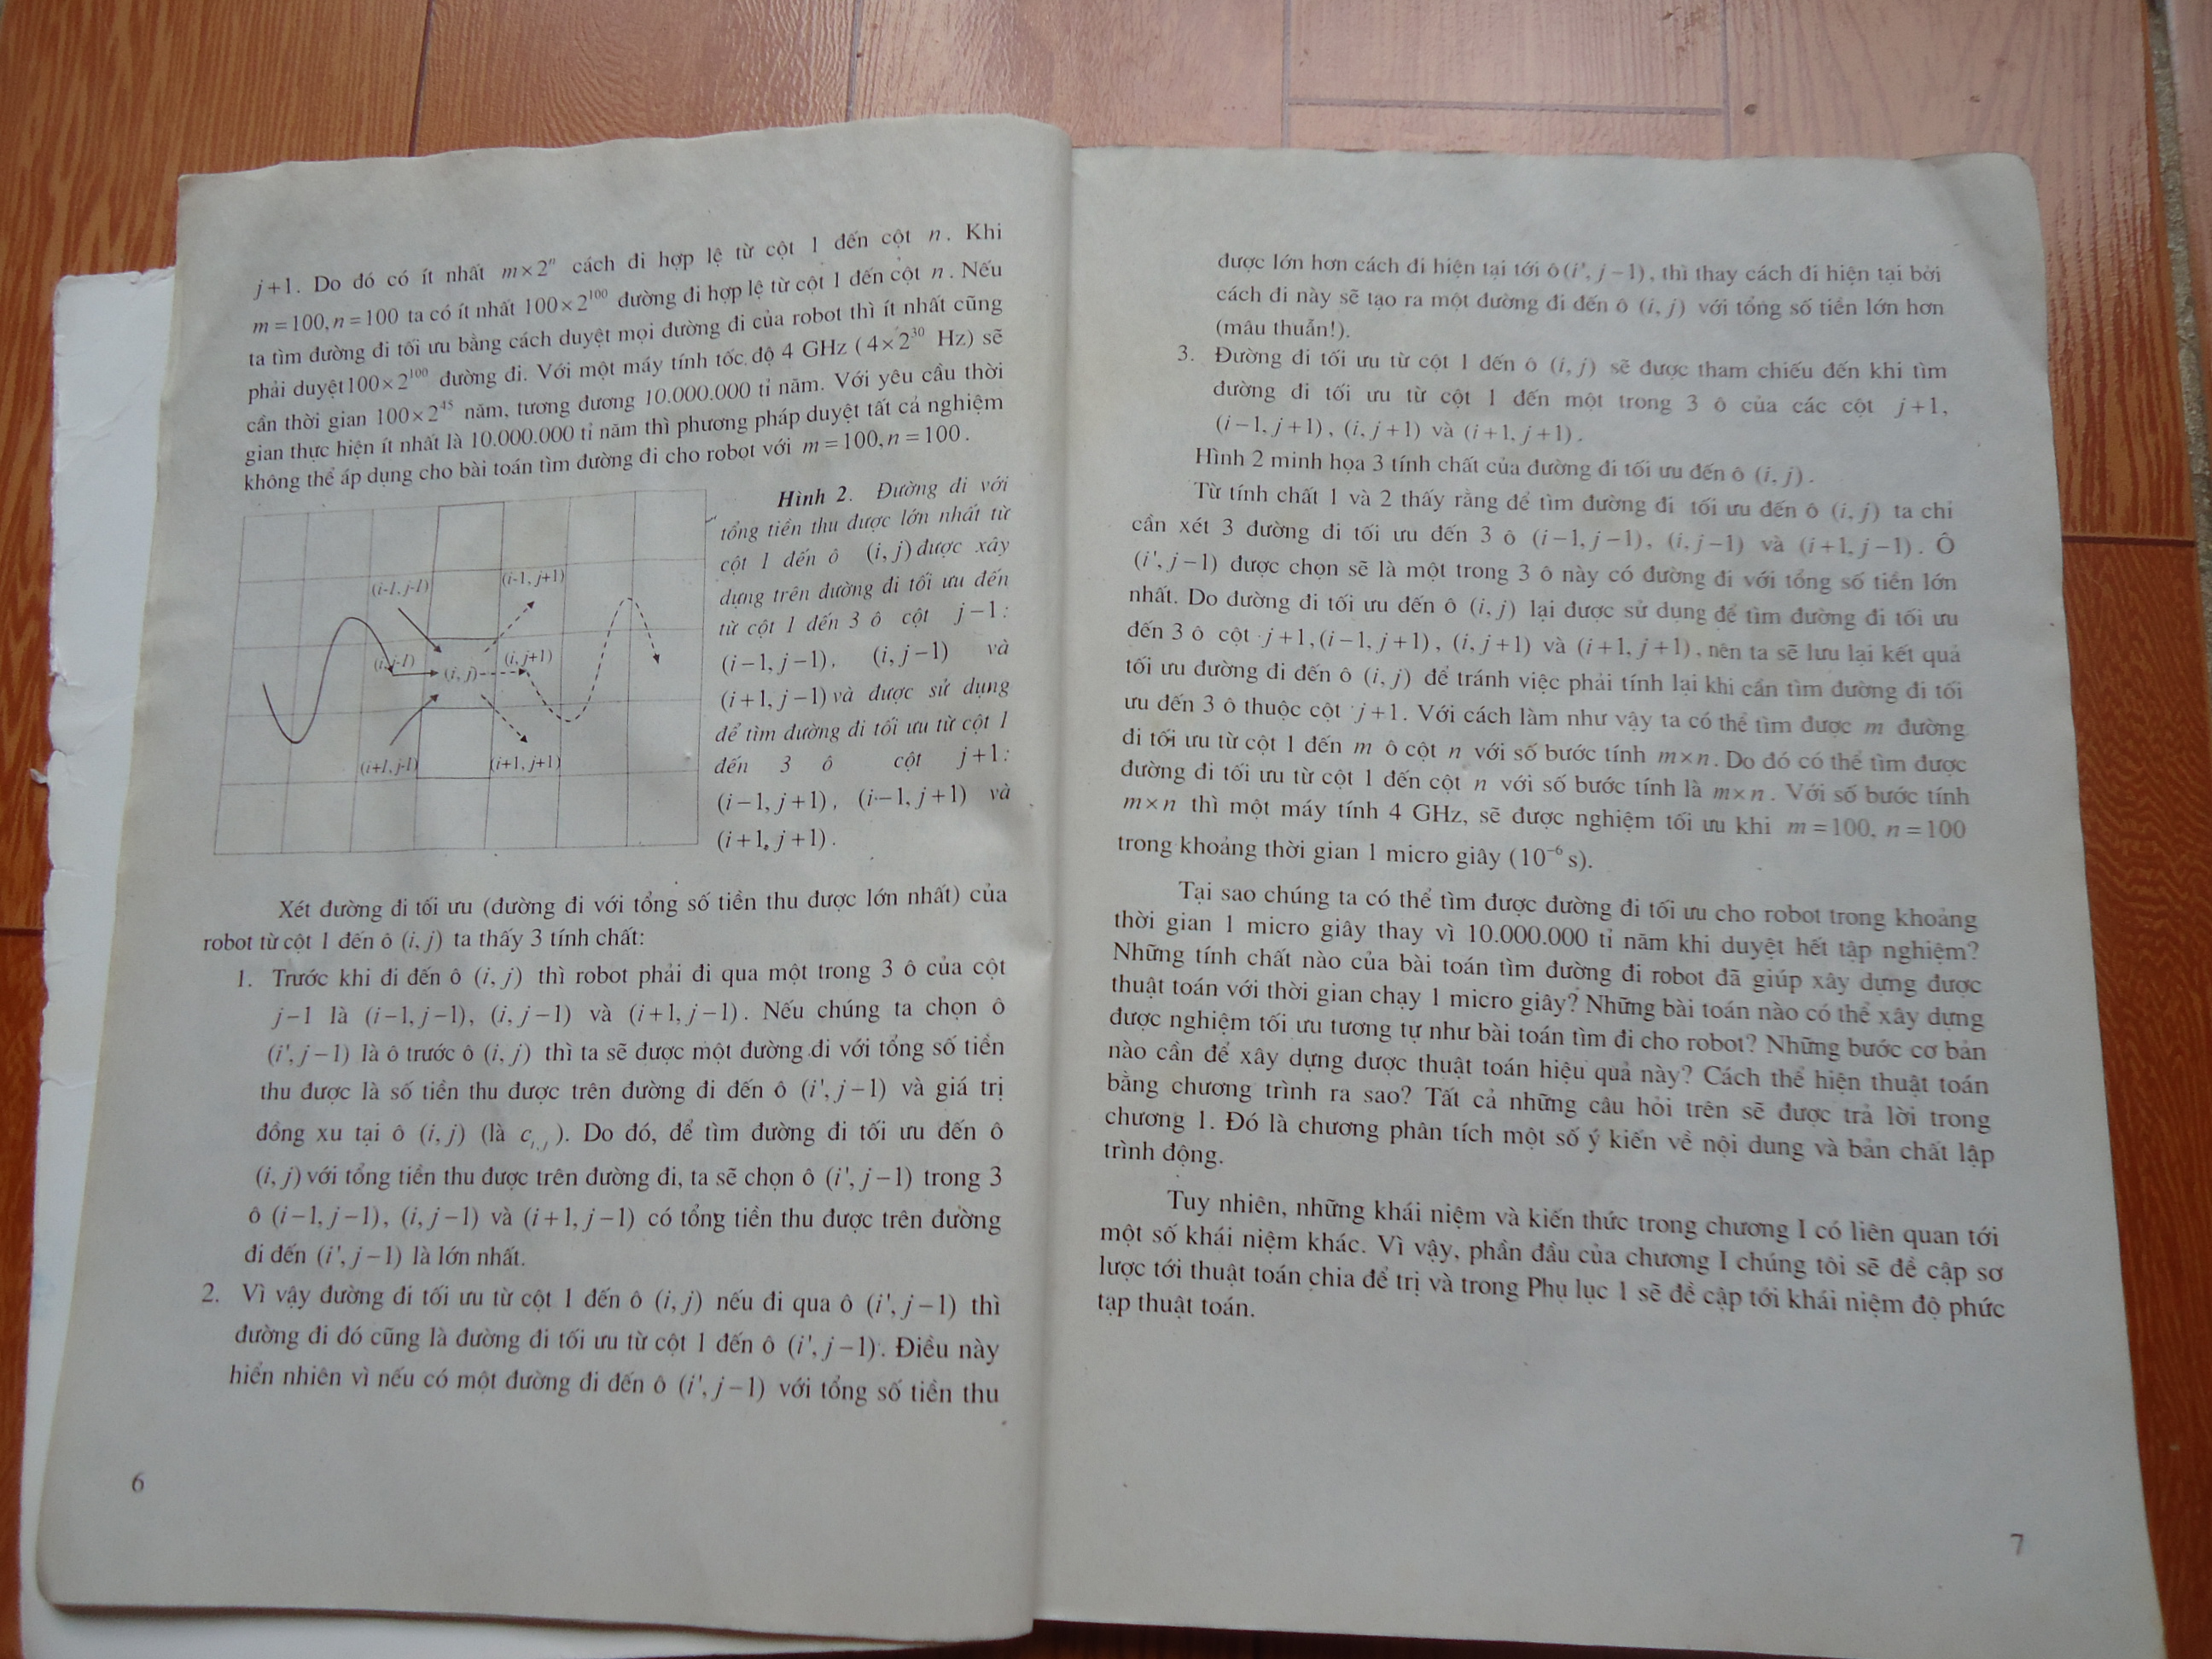 j+1. Do đó có ít nhất m×2ⁿ cách đi hợp lệ từ cột 1 đến cột n. Khi
m=100, n=100 ta có ít nhất 100×2¹⁰⁰ đường đi hợp lệ từ cột 1 đến cột n. Nếu
ta tìm đường đi tối ưu bằng cách duyệt mọi đường đi của robot thì ít nhất cũng
phải duyệt 100×2¹⁰⁰ đường đi. Với một máy tính tốc độ 4 GHz (4×2³⁰ Hz) sẽ
cần thời gian 100×2⁴⁵ năm, tương đương 10.000.000 tỉ năm. Với yêu cầu thời
gian thực hiện ít nhất là 10.000.000 tỉ năm thì phương pháp duyệt tất cả nghiệm
không thể áp dụng cho bài toán tìm đường đi cho robot với m=100, n=100.
(i-1, j-1)
(i-1, j+1)
(i, j-1)
(i, j)
(i, j+1)
(i+1, j-1)
(i+1, j+1)
Hình 2. Đường đi với
tổng tiền thu được lớn nhất từ
cột 1 đến ô (i, j) được xây
dựng trên đường đi tối ưu đến
từ cột 1 đến 3 ô cột j−1:
(i−1, j−1), (i, j−1) và
(i+1, j−1) và được sử dụng
để tìm đường đi tối ưu từ cột 1
đến 3 ô cột j+1:
(i−1, j+1), (i−1, j+1) và
(i+1, j+1).
Xét đường đi tối ưu (đường đi với tổng số tiền thu được lớn nhất) của
robot từ cột 1 đến ô (i, j) ta thấy 3 tính chất:
1. Trước khi đi đến ô (i, j) thì robot phải đi qua một trong 3 ô của cột
j−1 là (i−1, j−1), (i, j−1) và (i+1, j−1). Nếu chúng ta chọn ô
(i', j−1) là ô trước ô (i, j) thì ta sẽ được một đường đi với tổng số tiền
thu được là số tiền thu được trên đường đi đến ô (i', j−1) và giá trị
đồng xu tại ô (i, j) (là cᵢ,ⱼ). Do đó, để tìm đường đi tối ưu đến ô
(i, j) với tổng tiền thu được trên đường đi, ta sẽ chọn ô (i', j−1) trong 3
ô (i−1, j−1), (i, j−1) và (i+1, j−1) có tổng tiền thu được trên đường
đi đến (i', j−1) là lớn nhất.
2. Vì vậy đường đi tối ưu từ cột 1 đến ô (i, j) nếu đi qua ô (i', j−1) thì
đường đi đó cũng là đường đi tối ưu từ cột 1 đến ô (i', j−1). Điều này
hiển nhiên vì nếu có một đường đi đến ô (i', j−1) với tổng số tiền thu
6
được lớn hơn cách đi hiện tại tới ô (i', j−1), thì thay cách đi hiện tại bởi
cách đi này sẽ tạo ra một đường đi đến ô (i, j) với tổng số tiền lớn hơn
(mâu thuẫn!).
3. Đường đi tối ưu từ cột 1 đến ô (i, j) sẽ được tham chiếu đến khi tìm
đường đi tối ưu từ cột 1 đến một trong 3 ô của các cột j+1,
(i−1, j+1), (i, j+1) và (i+1, j+1).
Hình 2 minh họa 3 tính chất của đường đi tối ưu đến ô (i, j).
Từ tính chất 1 và 2 thấy rằng để tìm đường đi tối ưu đến ô (i, j) ta chỉ
cần xét 3 đường đi tối ưu đến 3 ô (i−1, j−1), (i, j−1) và (i+1, j−1). Ô
(i', j−1) được chọn sẽ là một trong 3 ô này có đường đi với tổng số tiền lớn
nhất. Do đường đi tối ưu đến ô (i, j) lại được sử dụng để tìm đường đi tối ưu
đến 3 ô cột j+1, (i−1, j+1), (i, j+1) và (i+1, j+1), nên ta sẽ lưu lại kết quả
tối ưu đường đi đến ô (i, j) để tránh việc phải tính lại khi cần tìm đường đi tối
ưu đến 3 ô thuộc cột j+1. Với cách làm như vậy ta có thể tìm được m đường
đi tối ưu từ cột 1 đến m ô cột n với số bước tính m×n. Do đó có thể tìm được
đường đi tối ưu từ cột 1 đến cột n với số bước tính là m×n. Với số bước tính
m×n thì một máy tính 4 GHz, sẽ được nghiệm tối ưu khi m=100, n=100
trong khoảng thời gian 1 micro giây (10⁻⁶ s).
Tại sao chúng ta có thể tìm được đường đi tối ưu cho robot trong khoảng
thời gian 1 micro giây thay vì 10.000.000 tỉ năm khi duyệt hết tập nghiệm?
Những tính chất nào của bài toán tìm đường đi robot đã giúp xây dựng được
thuật toán với thời gian chạy 1 micro giây? Những bài toán nào có thể xây dựng
được nghiệm tối ưu tương tự như bài toán tìm đi cho robot? Những bước cơ bản
nào cần để xây dựng được thuật toán hiệu quả này? Cách thể hiện thuật toán
bằng chương trình ra sao? Tất cả những câu hỏi trên sẽ được trả lời trong
chương 1. Đó là chương phân tích một số ý kiến về nội dung và bản chất lập
trình động.
Tuy nhiên, những khái niệm và kiến thức trong chương I có liên quan tới
một số khái niệm khác. Vì vậy, phần đầu của chương I chúng tôi sẽ đề cập sơ
lược tới thuật toán chia để trị và trong Phụ lục 1 sẽ đề cập tới khái niệm độ phức
tạp thuật toán.
7